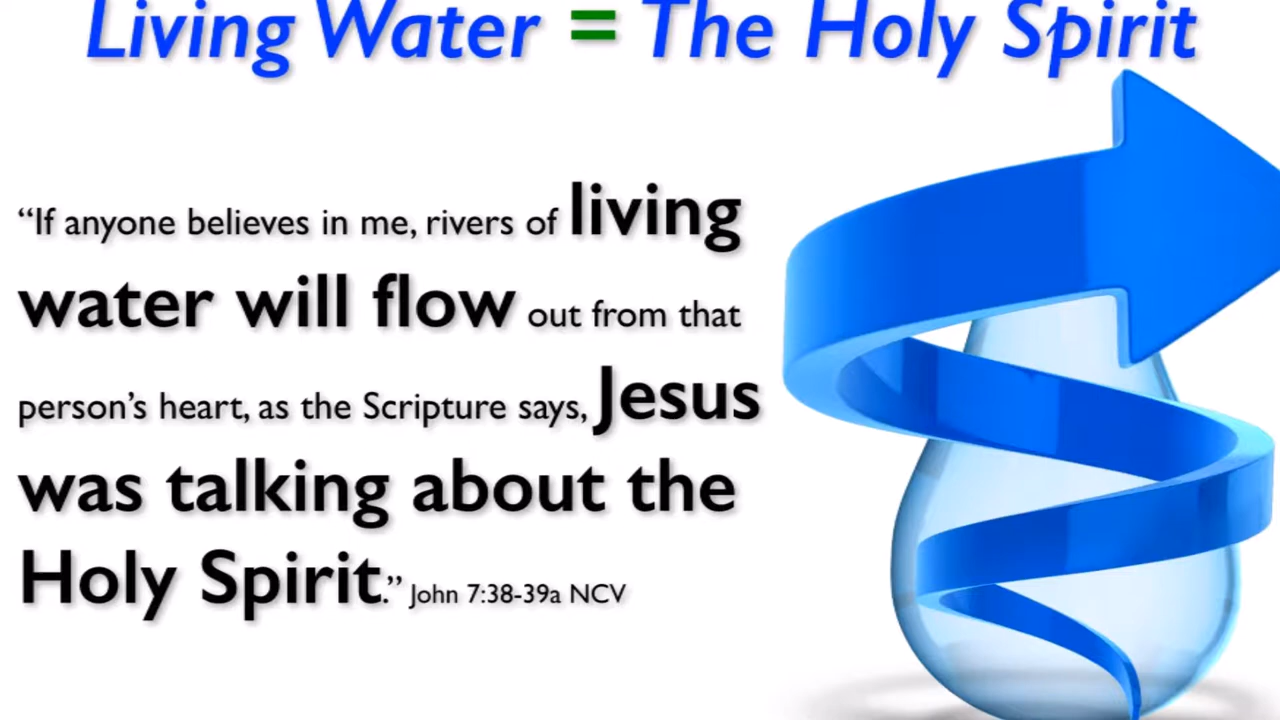 Living Water = The Holy Spirit
“If anyone believes in me, rivers of living
water will flow out from that
person’s heart, as the Scripture says, Jesus
was talking about the
Holy Spirit.” John 7:38-39a NCV